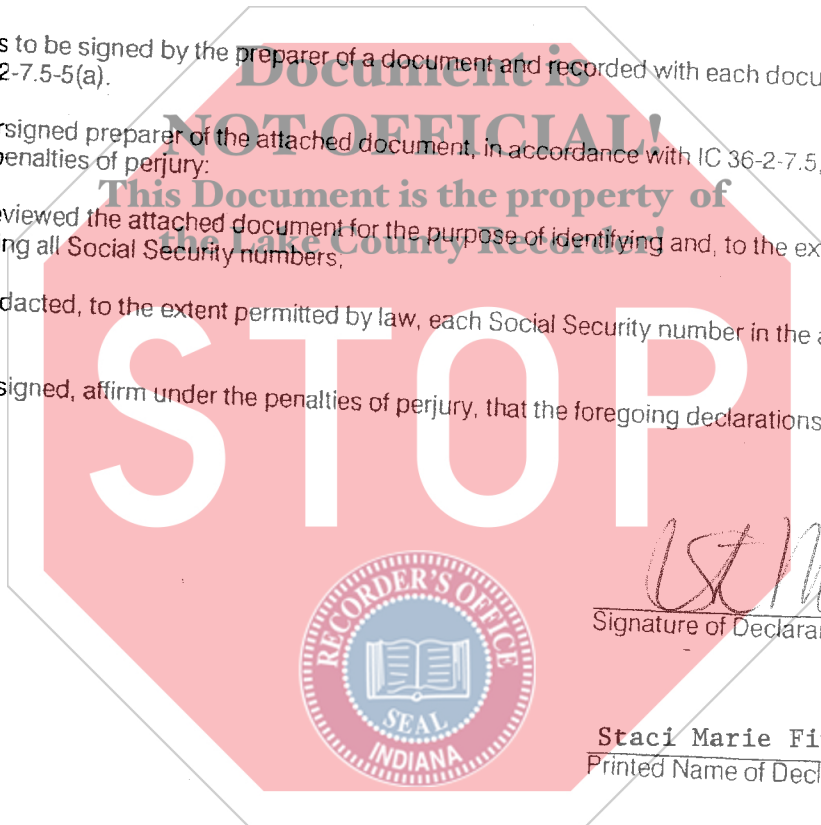 s to be signed by the preparer of a document and recorded with each docu
2-7.5-5(a).
rsigned preparer of the attached document, in accordance with IC 36-2-7.5,
penalties of perjury:
eviewed the attached document for the purpose of identifying and, to the ex
ng all Social Security numbers,
dacted, to the extent permitted by law, each Social Security number in the a
signed, affirm under the penalties of perjury, that the foregoing declarations
Document is
NOT OFFICIAL!
This Document is the property of
the Lake County Recorder!
STOP
RECORDER'S OFFICE
SEAL
INDIANA
Signature of Declara
Staci Marie Fi
Printed Name of Decl